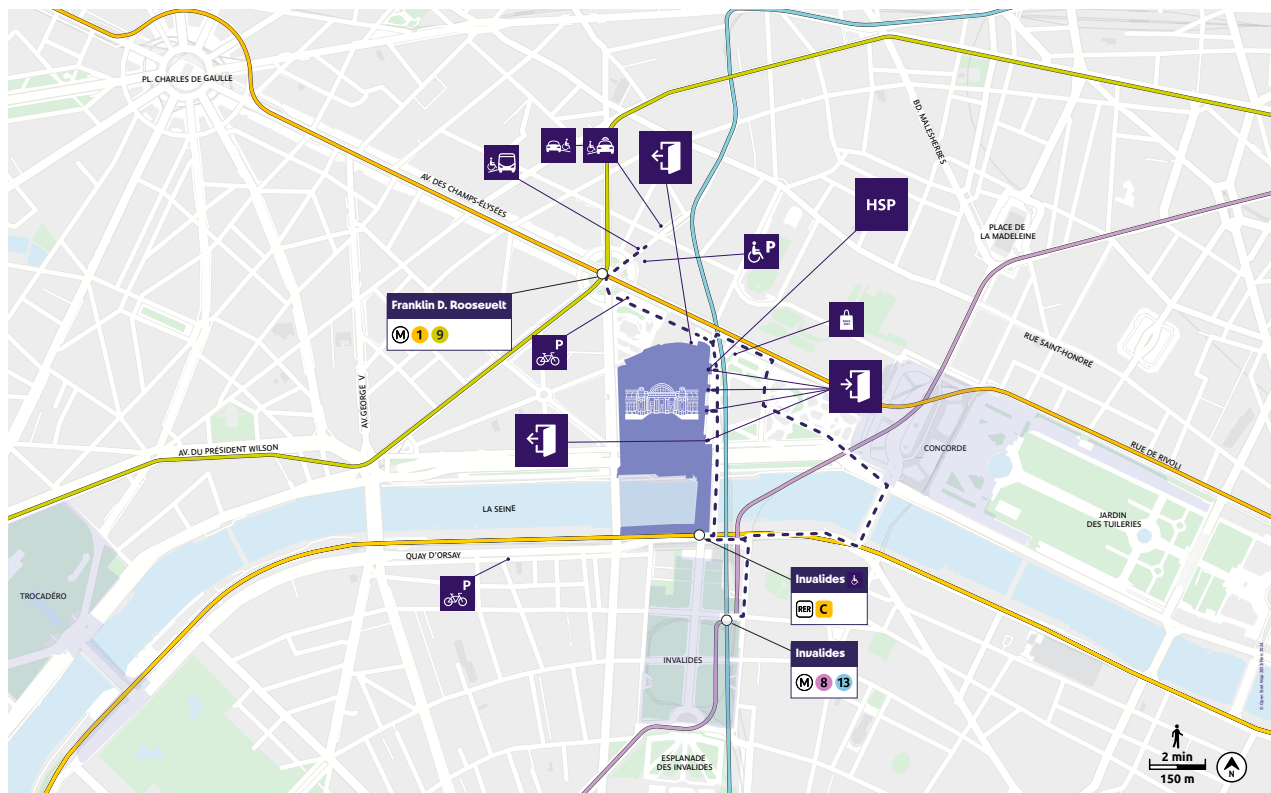 PL. CHARLES DE GAULLE
BD. MALESHERBES
AV. DES CHAMPS-ÉLYSÉES
HSP
PLACE DE
LA MADELEINE
P
Franklin D. Roosevelt
M 1 9
P
RUE SAINT-HONORÉ
AV.GEORGE V
AV. DU PRÉSIDENT WILSON
CONCORDE
RUE DE RIVOLI
LA SEINE
JARDIN
DES TUILERIES
QUAY D'ORSAY
P
TROCADÉRO
Invalides
RER C
Invalides
M 8 13
INVALIDES
ESPLANADE
DES INVALIDES
2 min
150 m
N